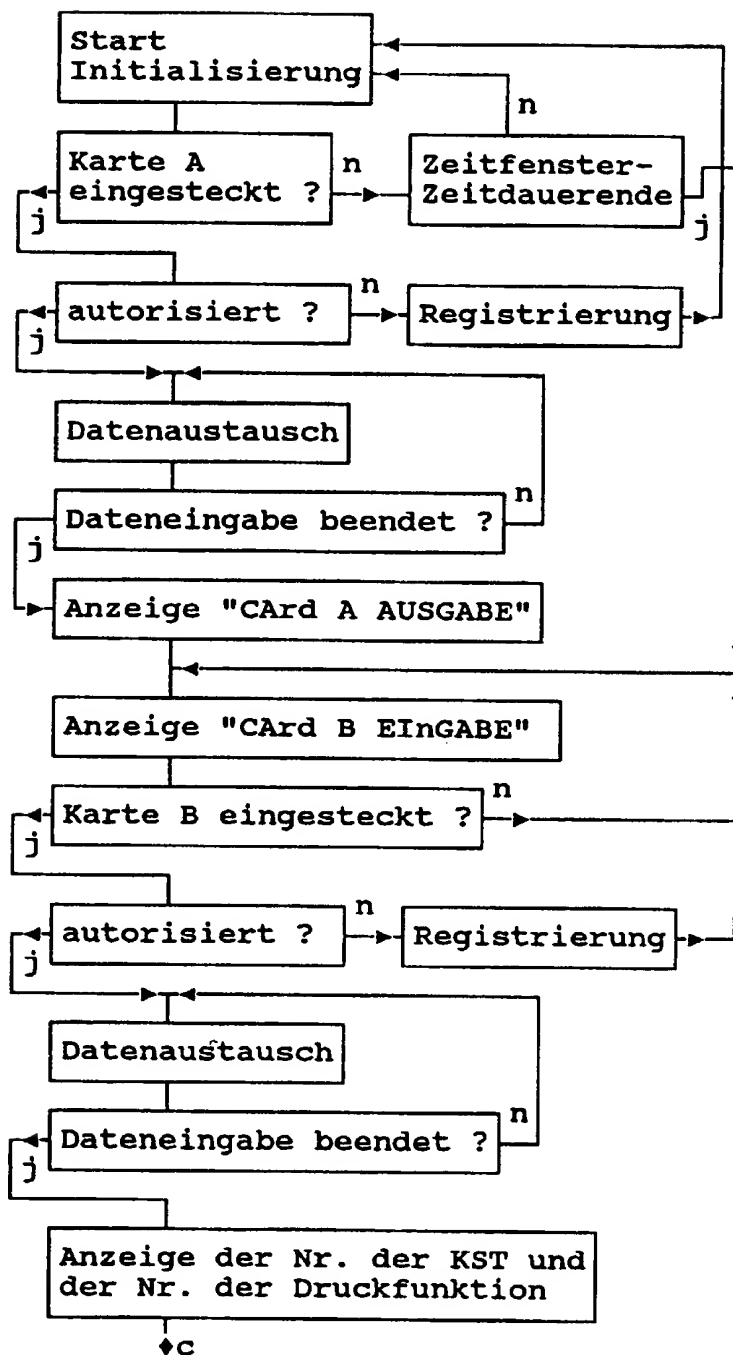 Start
Initialisierung
n
Karte A
eingesteckt ?
n
Zeitfenster-
Zeitdauerende
j
j
autorisiert ?
n
Registrierung
j
Datenaustausch
Dateneingabe beendet ?
n
j
Anzeige "CArd A AUSGABE"
Anzeige "CArd B EInGABE"
Karte B eingesteckt ?
n
j
autorisiert ?
n
Registrierung
j
Datenaustausch
Dateneingabe beendet ?
n
j
Anzeige der Nr. der KST und
der Nr. der Druckfunktion
♦c